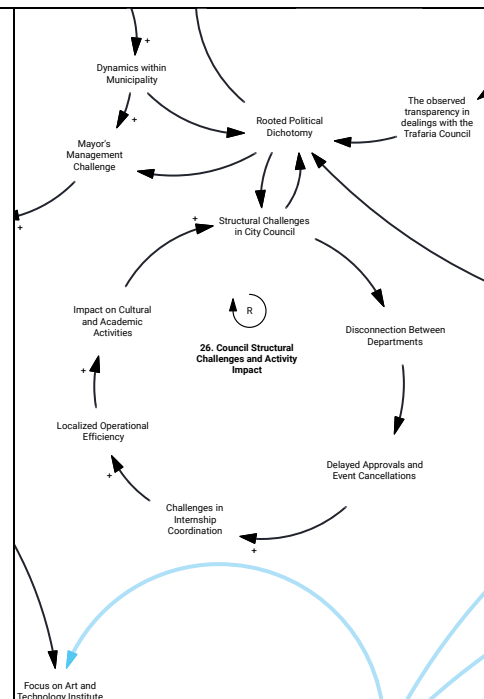 +
Dynamics within
Municipality
+
The observed
transparency in
dealings with the
Trafaria Council
Rooted Political
Dichotomy
Mayor's
Management
Challenge
+
+
Structural Challenges
in City Council
R
Impact on Cultural
and Academic
Activities
Disconnection Between
Departments
26. Council Structural
Challenges and Activity
Impact
+
Localized Operational
Efficiency
Delayed Approvals and
Event Cancellations
+
Challenges in
Internship
Coordination
+
Focus on Art and
Technology Institute